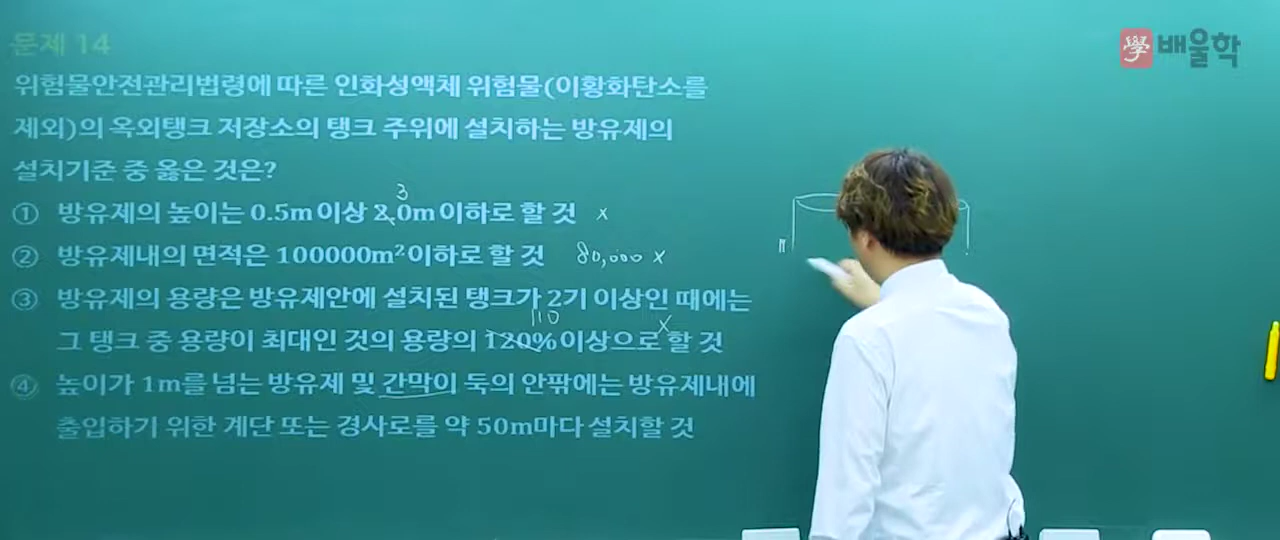 문제 14
學 배울학
위험물안전관리법령에 따른 인화성액체 위험물(이황화탄소를
제외)의 옥외탱크 저장소의 탱크 주위에 설치하는 방유제의
설치기준 중 옳은 것은?
3
① 방유제의 높이는 0.5m 이상 2.0m 이하로 할 것 x
② 방유제내의 면적은 100000m² 이하로 할 것 80,000 x
③ 방유제의 용량은 방유제안에 설치된 탱크가 2기 이상인 때에는
110 x
그 탱크 중 용량이 최대인 것의 용량의 120% 이상으로 할 것
④ 높이가 1m를 넘는 방유제 및 간막이 둑의 안팎에는 방유제내에
출입하기 위한 계단 또는 경사로를 약 50m마다 설치할 것